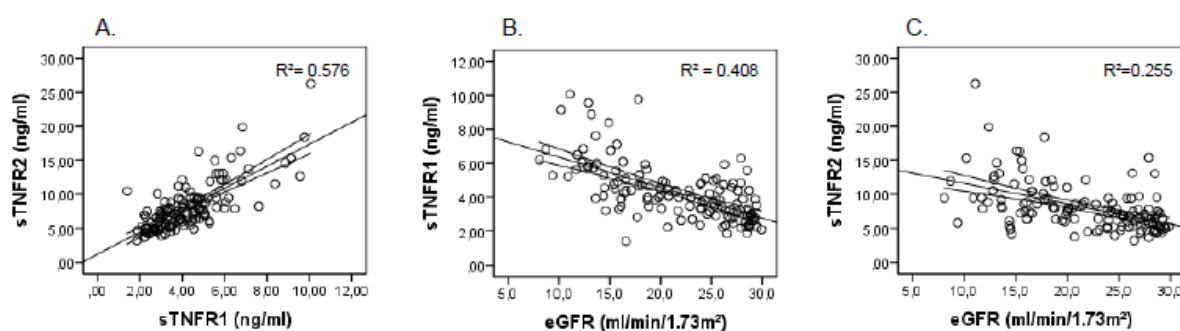 A.
R²= 0.576
sTNFR2 (ng/ml)
30,00
25,00
20,00
15,00
10,00
5,00
,00
,00 2,00 4,00 6,00 8,00 10,00 12,00
sTNFR1 (ng/ml)
B.
R² = 0.408
sTNFR1 (ng/ml)
12,00
10,00
8,00
6,00
4,00
2,00
,00
5,0 10,0 15,0 20,0 25,0 30,0
eGFR (ml/min/1.73m²)
C.
R²=0.255
sTNFR2 (ng/ml)
30,00
25,00
20,00
15,00
10,00
5,00
,00
5,0 10,0 15,0 20,0 25,0 30,0
eGFR (ml/min/1.73m²)